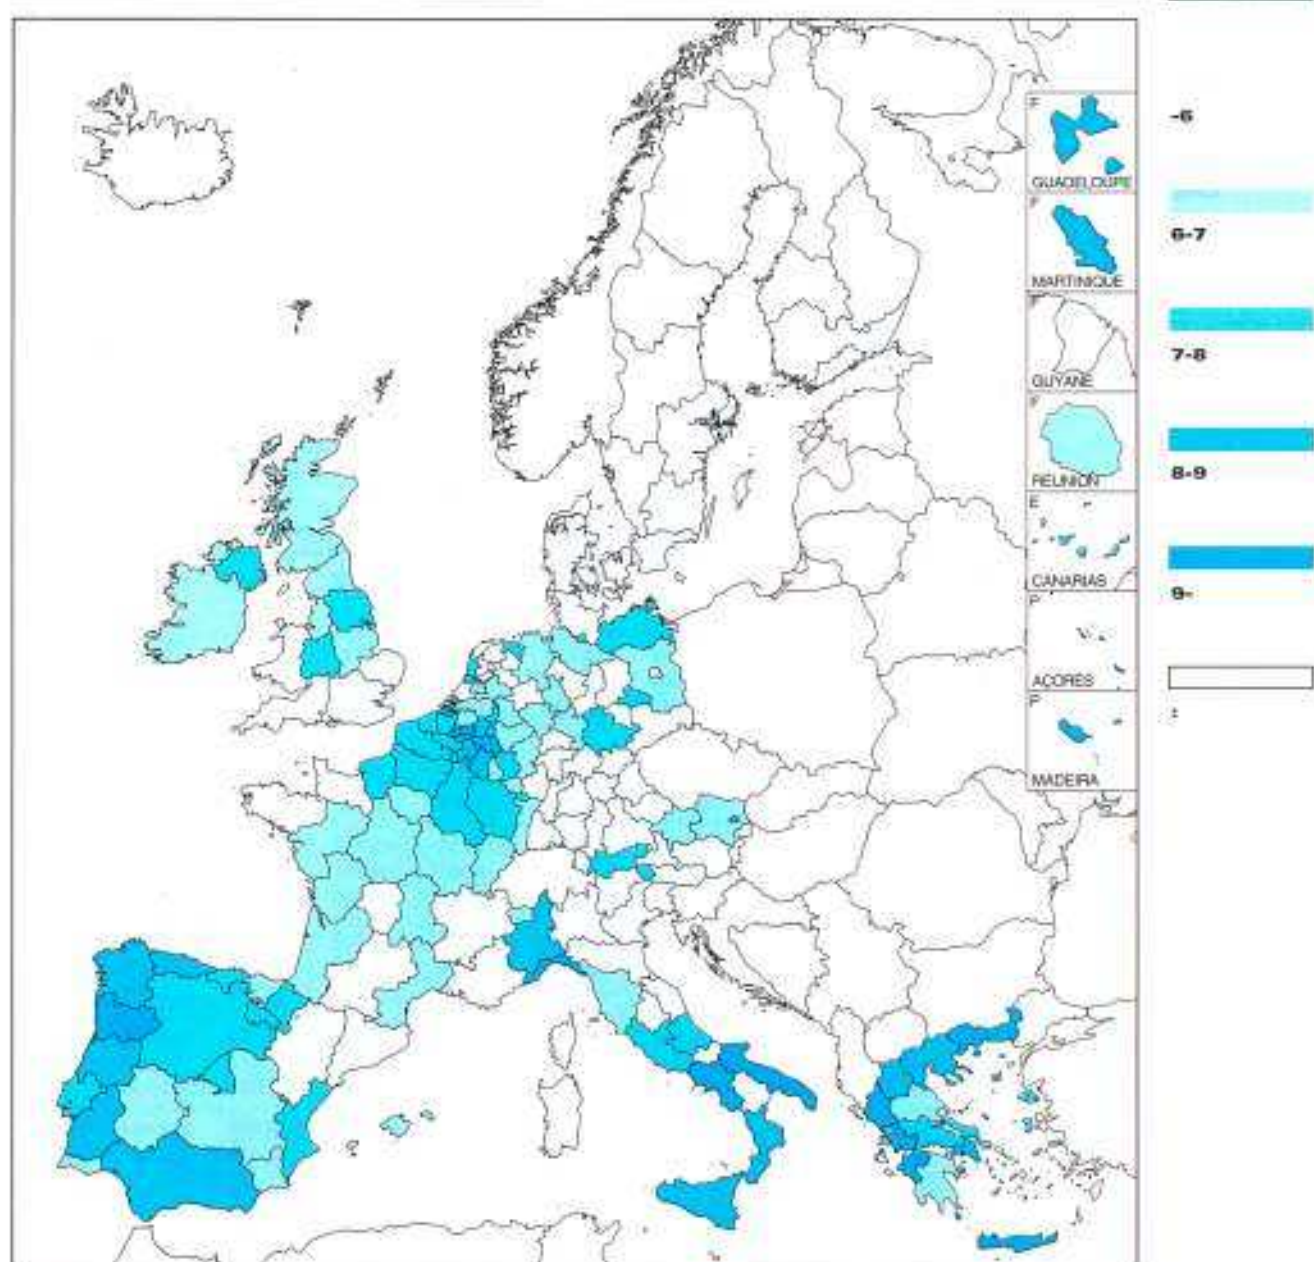 F
GUADELOUPE
F
MARTINIQUE
F
GUYANE
F
REUNION
E
CANARIAS
P
ACORES
P
MADEIRA
-6
6-7
7-8
8-9
9-
: